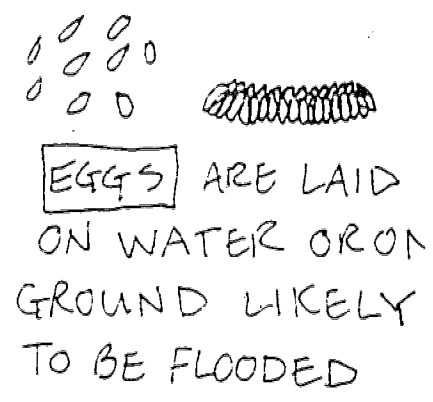 EGGS ARE LAID
ON WATER OR ON
GROUND LIKELY
TO BE FLOODED